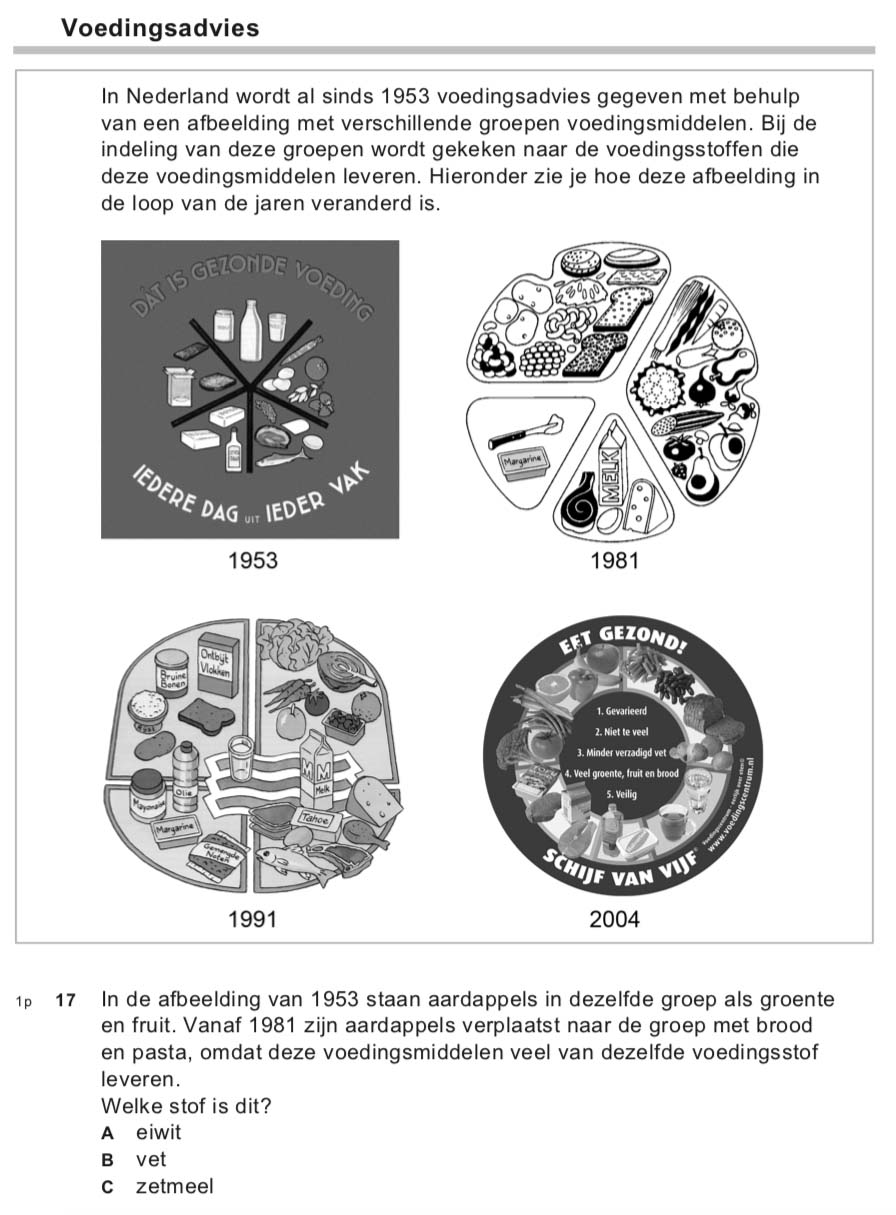 Voedingsadvies
In Nederland wordt al sinds 1953 voedingsadvies gegeven met behulp
van een afbeelding met verschillende groepen voedingsmiddelen. Bij de
indeling van deze groepen wordt gekeken naar de voedingsstoffen die
deze voedingsmiddelen leveren. Hieronder zie je hoe deze afbeelding in
de loop van de jaren veranderd is.
DÁT IS GEZONDE VOEDING
IEDERE DAG UIT IEDER VAK
1953
Margarine
MELK
1981
Ontbijt
Vlokken
Bruine
Bonen
Olie
Mayonaise
Margarine
Gemengde
Noten
M M
Melk
Tahoe
1991
EET GEZOND!
1. Gevarieerd
2. Niet te veel
3. Minder verzadigd vet
4. Veel groente, fruit en brood
5. Veilig
SCHIJF VAN VIJF
www.voedingscentrum.nl
2004
1p 17 In de afbeelding van 1953 staan aardappels in dezelfde groep als groente
en fruit. Vanaf 1981 zijn aardappels verplaatst naar de groep met brood
en pasta, omdat deze voedingsmiddelen veel van dezelfde voedingsstof
leveren.
Welke stof is dit?
A eiwit
B vet
C zetmeel